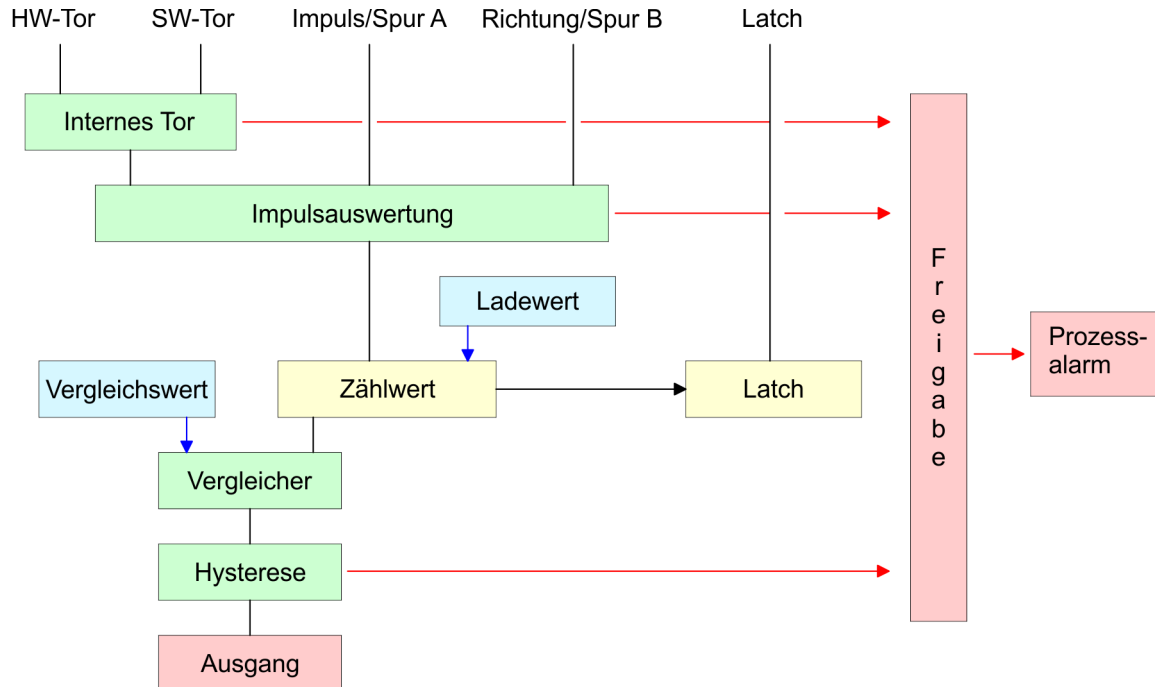 HW-Tor
SW-Tor
Impuls/Spur A
Richtung/Spur B
Latch
Internes Tor
Impulsauswertung
Ladewert
Vergleichswert
Zählwert
Latch
Vergleicher
Hysterese
Ausgang
Freigabe
Prozess-
alarm